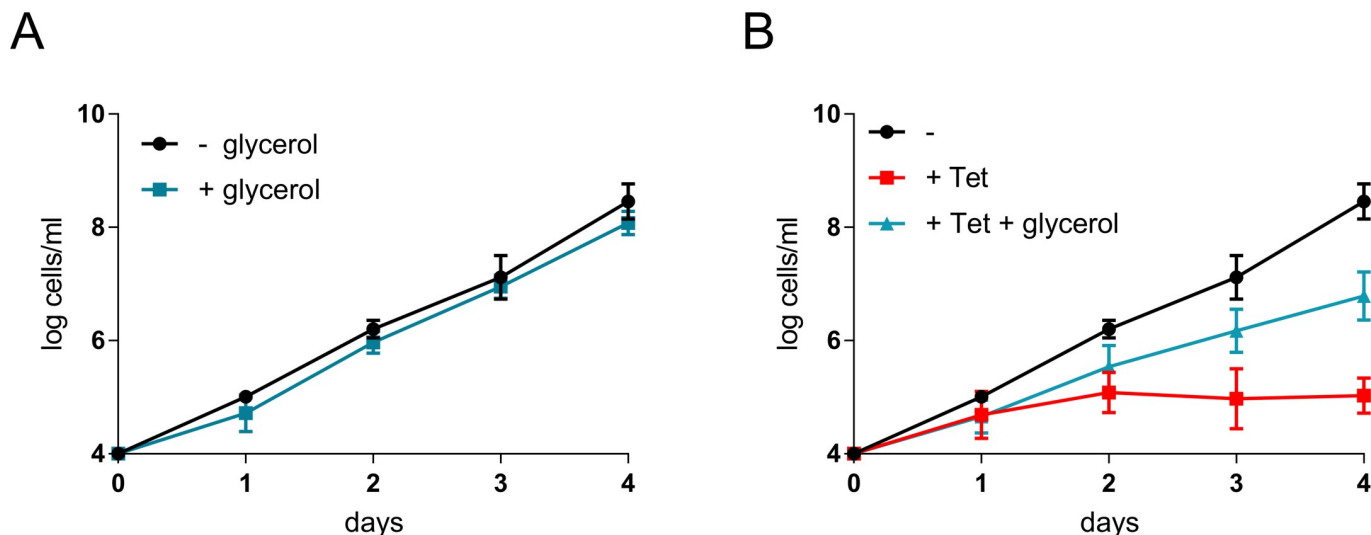 A
10
8
6
4
log cells/ml
- glycerol
+ glycerol
0 1 2 3 4
days
B
10
8
6
4
log cells/ml
-
+ Tet
+ Tet + glycerol
0 1 2 3 4
days